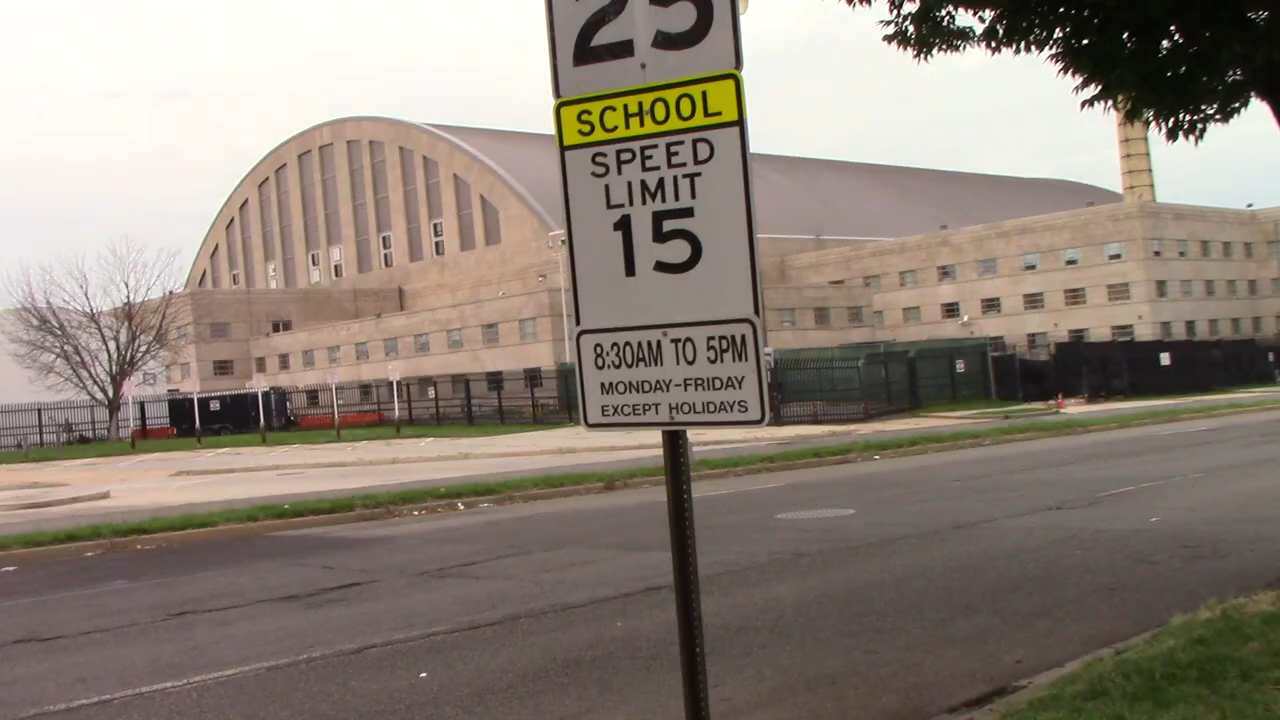 25
SCHOOL
SPEED
LIMIT
15
8:30AM TO 5PM
MONDAY-FRIDAY
EXCEPT HOLIDAYS